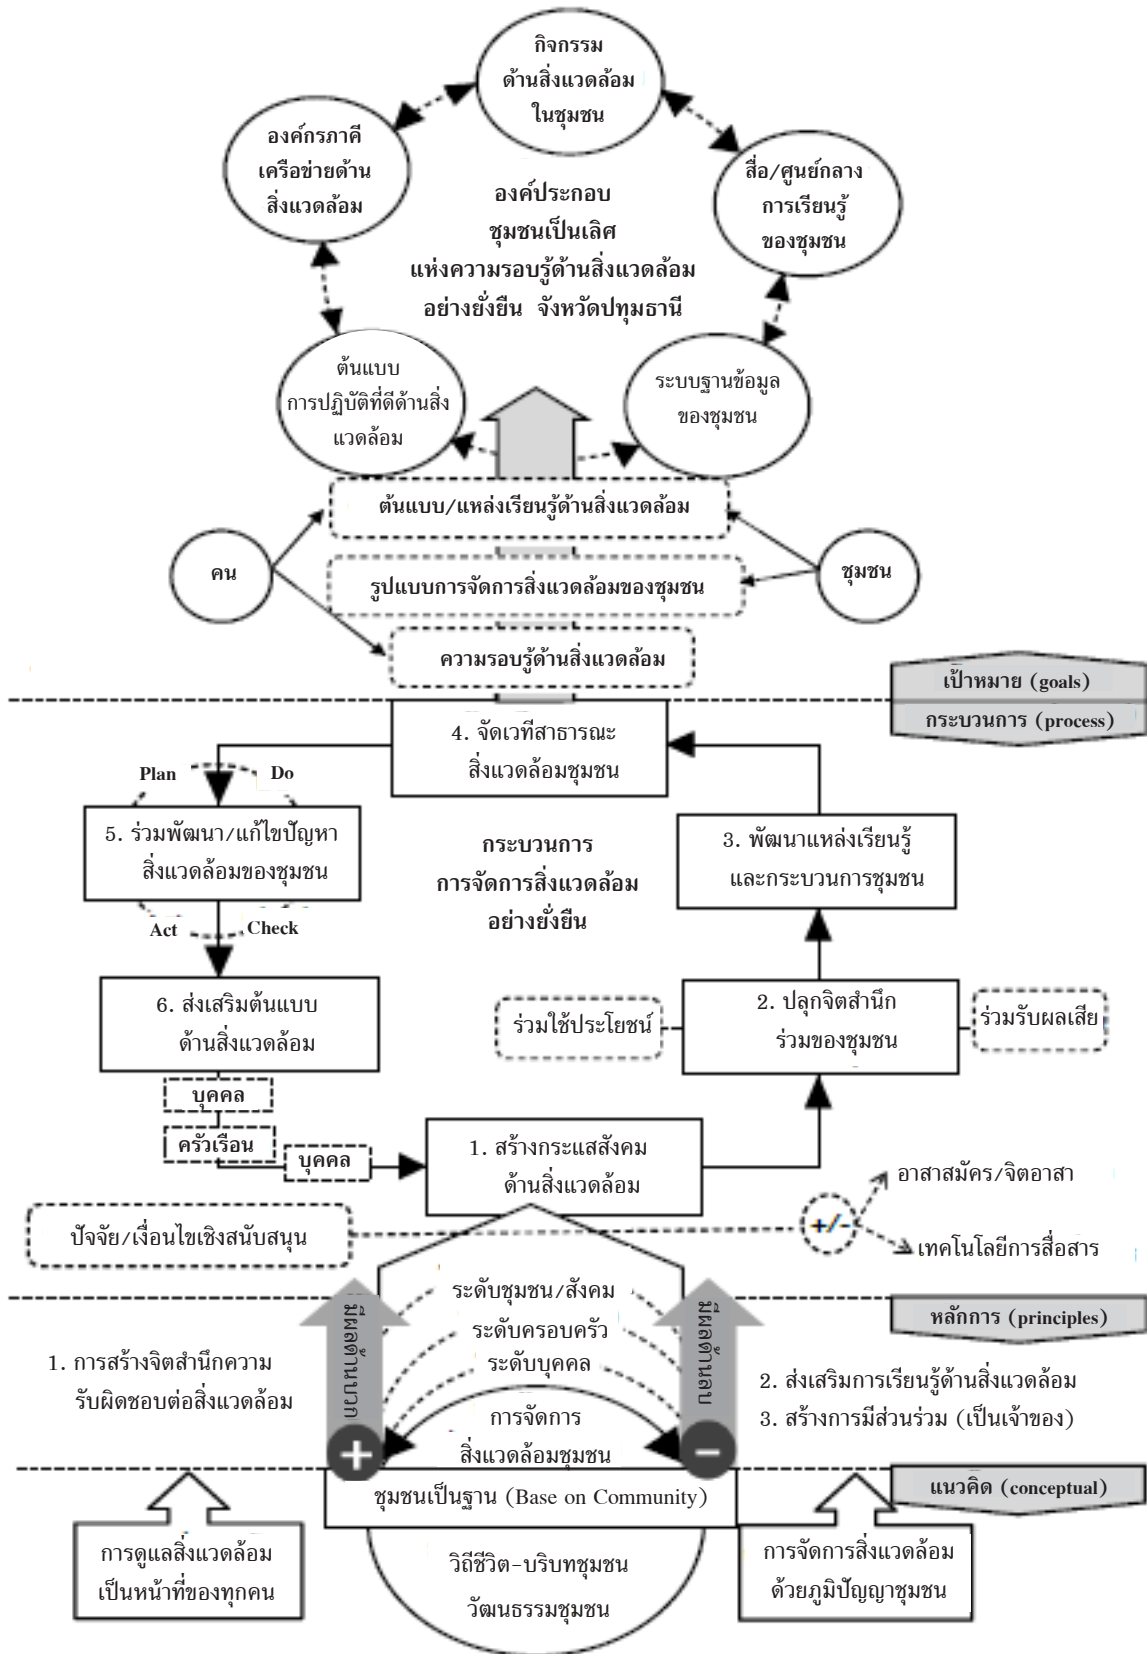 กิจกรรม
ด้านสิ่งแวดล้อม
ในชุมชน
องค์กรภาคี
เครือข่ายด้าน
สิ่งแวดล้อม
สื่อ/ศูนย์กลาง
การเรียนรู้
ของชุมชน
องค์ประกอบ
ชุมชนเป็นเลิศ
แห่งความรอบรู้ด้านสิ่งแวดล้อม
อย่างยั่งยืน จังหวัดปทุมธานี
ต้นแบบ
การปฏิบัติที่ดีด้านสิ่ง
แวดล้อม
ระบบฐานข้อมูล
ของชุมชน
ต้นแบบ/แหล่งเรียนรู้ด้านสิ่งแวดล้อม
คน
รูปแบบการจัดการสิ่งแวดล้อมของชุมชน
ชุมชน
ความรอบรู้ด้านสิ่งแวดล้อม
เป้าหมาย (goals)
กระบวนการ (process)
4. จัดเวทีสาธารณะ
สิ่งแวดล้อมชุมชน
Plan
Do
5. ร่วมพัฒนา/แก้ไขปัญหา
สิ่งแวดล้อมของชุมชน
Act
Check
กระบวนการ
การจัดการสิ่งแวดล้อม
อย่างยั่งยืน
3. พัฒนาแหล่งเรียนรู้
และกระบวนการชุมชน
6. ส่งเสริมต้นแบบ
ด้านสิ่งแวดล้อม
ร่วมใช้ประโยชน์
2. ปลุกจิตสำนึก
ร่วมของชุมชน
ร่วมรับผลเสีย
บุคคล
ครัวเรือน
บุคคล
1. สร้างกระแสสังคม
ด้านสิ่งแวดล้อม
อาสาสมัคร/จิตอาสา
ปัจจัย/เงื่อนไขเชิงสนับสนุน
+/-
เทคโนโลยีการสื่อสาร
มีผลด้านบวก
ระดับชุมชน/สังคม
ระดับครอบครัว
ระดับบุคคล
มีผลด้านลบ
หลักการ (principles)
1. การสร้างจิตสำนึกความ
รับผิดชอบต่อสิ่งแวดล้อม
2. ส่งเสริมการเรียนรู้ด้านสิ่งแวดล้อม
3. สร้างการมีส่วนร่วม (เป็นเจ้าของ)
การจัดการ
สิ่งแวดล้อมชุมชน
+
-
ชุมชนเป็นฐาน (Base on Community)
แนวคิด (conceptual)
การดูแลสิ่งแวดล้อม
เป็นหน้าที่ของทุกคน
วิถีชีวิต-บริบทชุมชน
วัฒนธรรมชุมชน
การจัดการสิ่งแวดล้อม
ด้วยภูมิปัญญาชุมชน